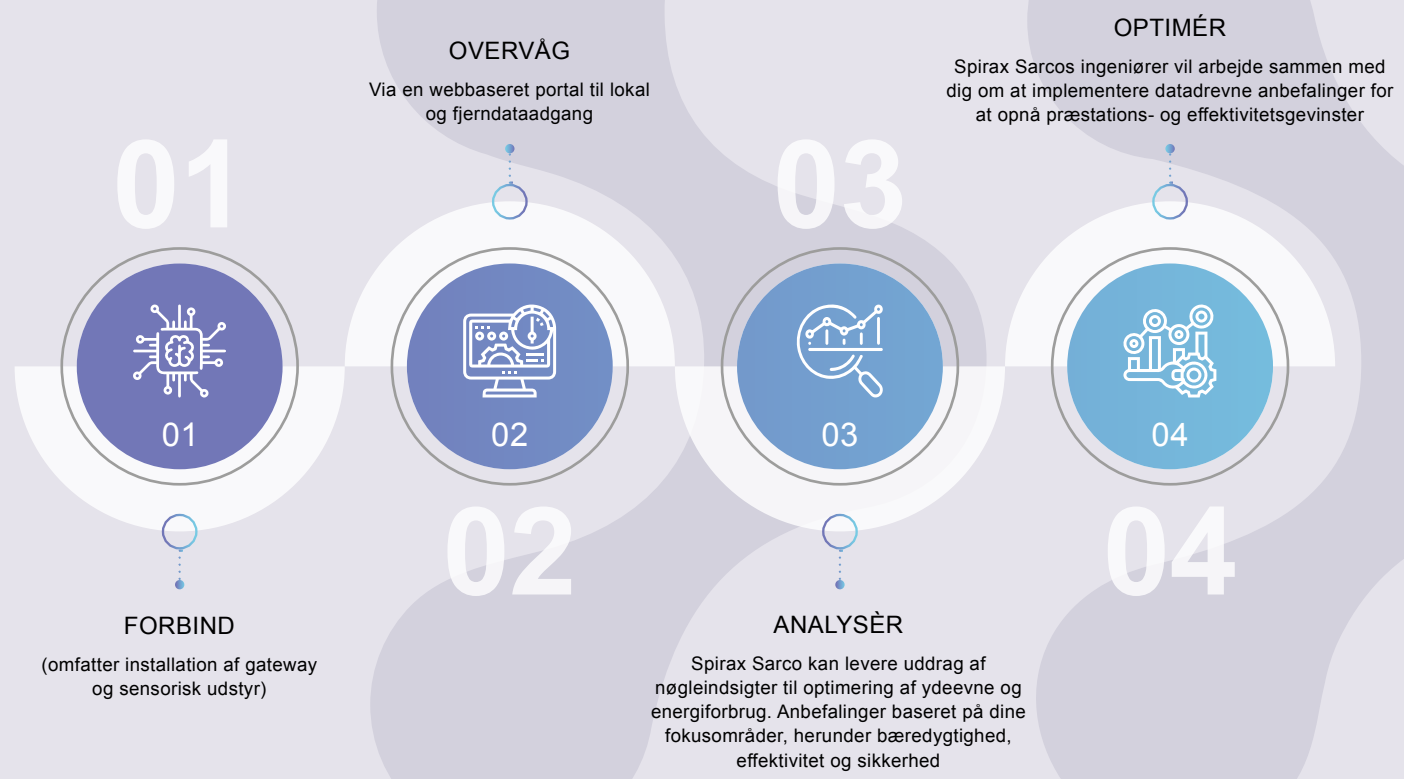 01
01
FORBIND
(omfatter installation af gateway
og sensorisk udstyr)
OVERVÅG
Via en webbaseret portal til lokal
og fjerndataadgang
02
02
03
03
ANALYSÈR
Spirax Sarco kan levere uddrag af
nøgleindsigter til optimering af ydeevne og
energiforbrug. Anbefalinger baseret på dine
fokusområder, herunder bæredygtighed,
effektivitet og sikkerhed
OPTIMÉR
Spirax Sarcos ingeniører vil arbejde sammen med
dig om at implementere datadrevne anbefalinger for
at opnå præstations- og effektivitetsgevinster
04
04